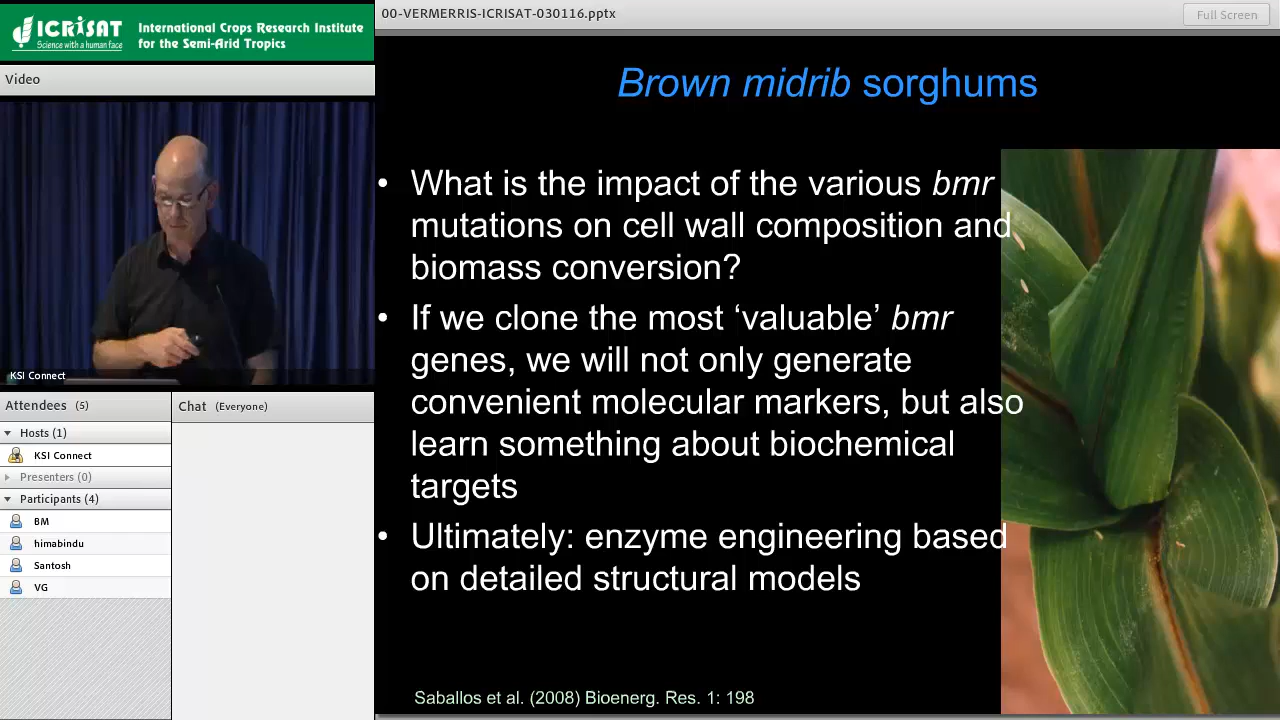 ICRISAT
Science with a human face
International Crops Research Institute
for the Semi-Arid Tropics
Video
KSI Connect
Attendees (5)
Hosts (1)
KSI Connect
Presenters (0)
Participants (4)
BM
himabindu
Santosh
VG
Chat (Everyone)
00-VERMERRIS-ICRISAT-030116.pptx
Full Screen
Brown midrib sorghums
• What is the impact of the various bmr
mutations on cell wall composition and
biomass conversion?
• If we clone the most ‘valuable’ bmr
genes, we will not only generate
convenient molecular markers, but also
learn something about biochemical
targets
• Ultimately: enzyme engineering based
on detailed structural models
Saballos et al. (2008) Bioenerg. Res. 1: 198